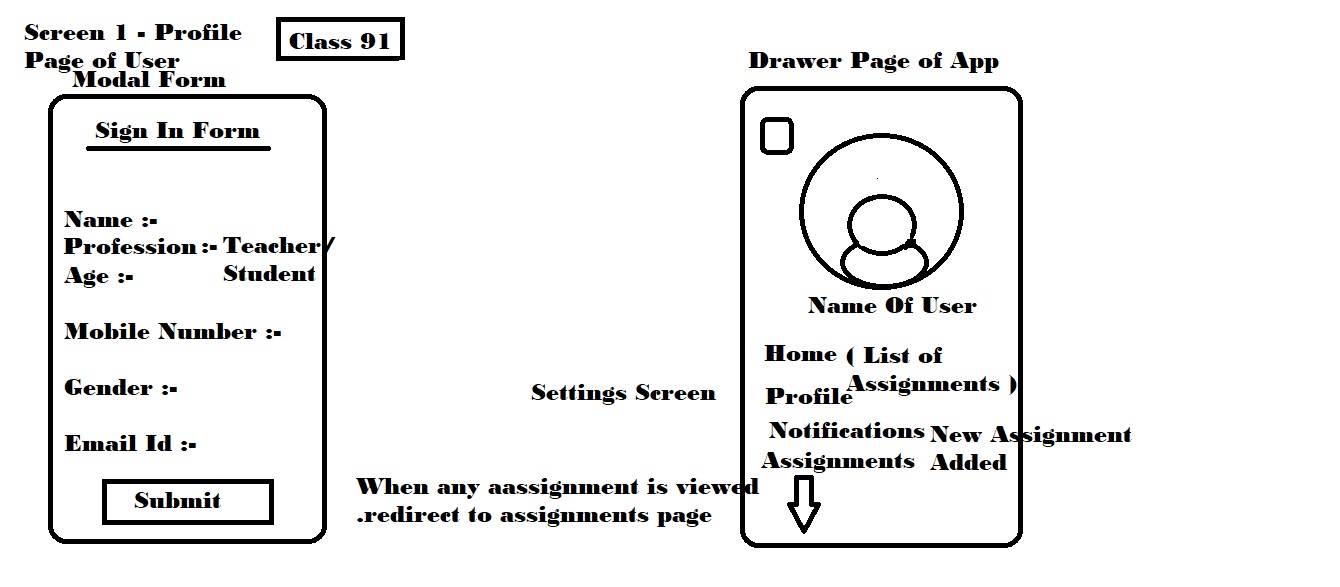 Screen 1 - Profile
Page of User
Class 91
Modal Form
Sign In Form
Name :-
Profession :- Teacher/
Student
Age :-
Mobile Number :-
Gender :-
Email Id :-
Submit
Settings Screen
When any aassignment is viewed
.redirect to assignments page
Drawer Page of App
Name Of User
Home ( List of
Assignments )
Profile
Notifications New Assignment
Added
Assignments